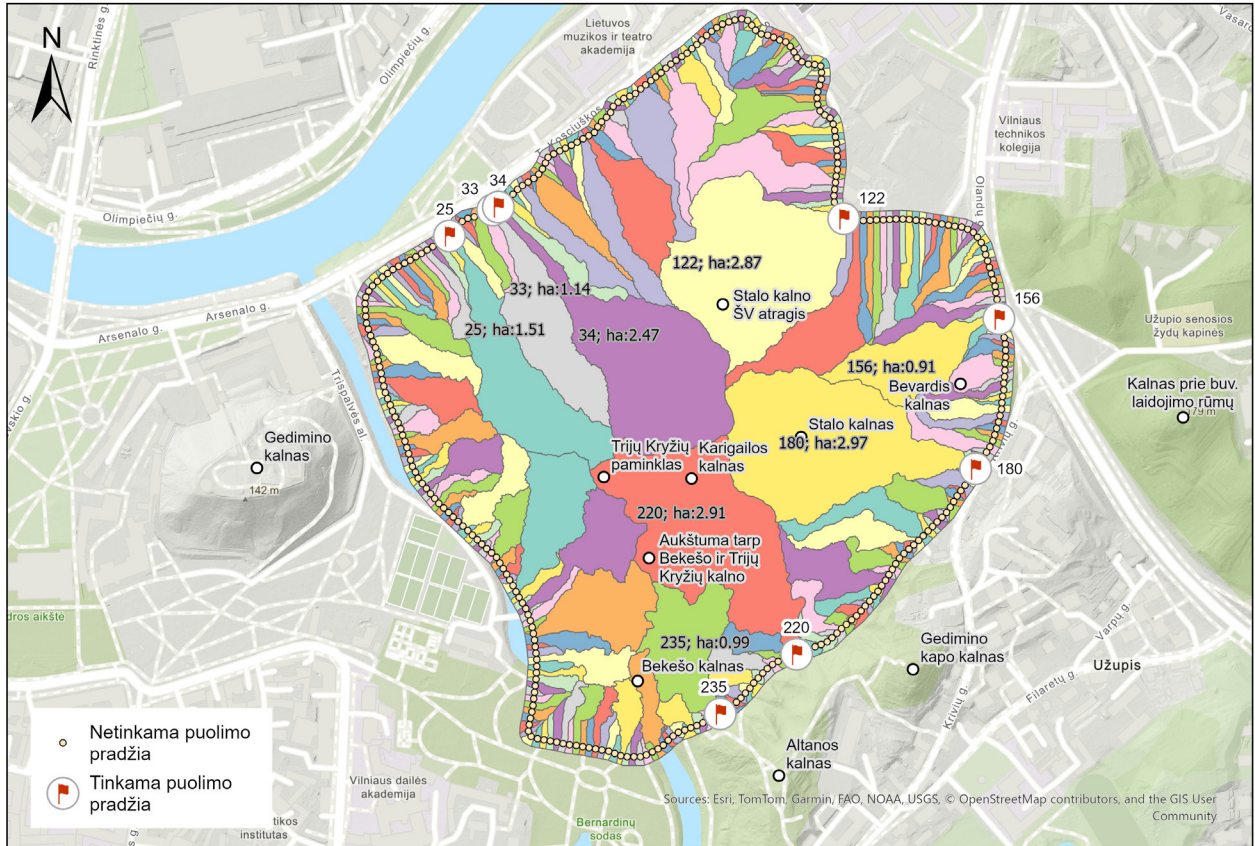 N
Rinktinės g.
Olimpiečių g.
Lietuvos
muzikos ir teatro
akademija
T. Kosciuškos
Vilniaus
technikos
kolegija
Olimpiečių g.
33
34
25
122
Olandų g.
122; ha:2.87
33; ha:1.14
Stalo kalno
ŠV atragis
156
Arsenalo g.
Arsenalo g.
25; ha:1.51
34; ha:2.47
Užupio senosios
žydų kapinės
156; ha:0.91
Bevardis
kalnas
Kalnas prie buv.
laidojimo rūmų
79 m
Trispalvės al.
Gedimino
kalnas
142 m
Stalo kalnas
180; ha:2.97
Trijų Kryžių
paminklas
Karigailos
kalnas
180
220; ha:2.91
Aukštuma tarp
Bekešo ir Trijų
Kryžių kalno
dros aikštė
235; ha:0.99
220
Bekešo kalnas
235
Gedimino
kapo kalnas
Krivių g.
Varpų g.
Filaretų g.
Užupis
Netinkama puolimo
pradžia
Tinkama puolimo
pradžia
Vilniaus dailės
akademija
Altanos
kalnas
tikos
institutas
Bernardinų
sodas
Sources: Esri, TomTom, Garmin, FAO, NOAA, USGS, © OpenStreetMap contributors, and the GIS User
Community